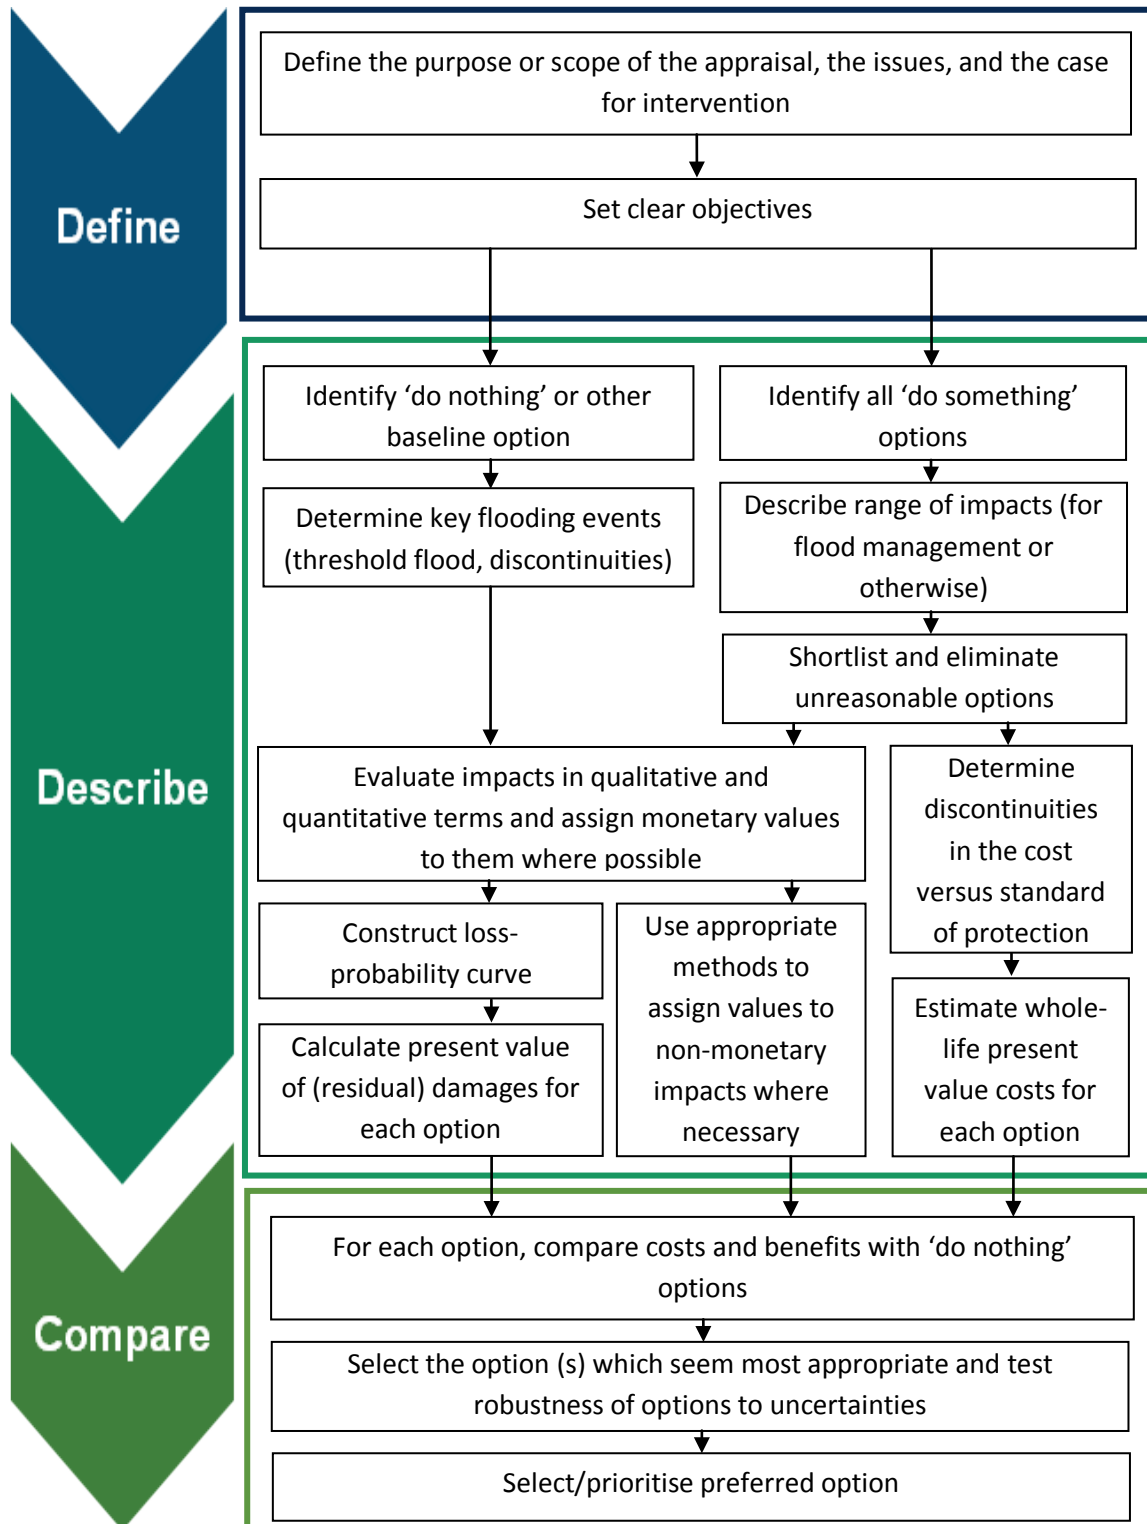 Define the purpose or scope of the appraisal, the issues, and the case
for intervention
Set clear objectives
Define
Identify ‘do nothing’ or other
baseline option
Identify all ‘do something’
options
Determine key flooding events
(threshold flood, discontinuities)
Describe range of impacts (for
flood management or
otherwise)
Shortlist and eliminate
unreasonable options
Describe
Evaluate impacts in qualitative and
quantitative terms and assign monetary values
to them where possible
Determine
discontinuities
in the cost
versus standard
of protection
Construct loss-
probability curve
Use appropriate
methods to
assign values to
non-monetary
impacts where
necessary
Calculate present value
of (residual) damages for
each option
Estimate whole-
life present
value costs for
each option
Compare
For each option, compare costs and benefits with ‘do nothing’
options
Select the option (s) which seem most appropriate and test
robustness of options to uncertainties
Select/prioritise preferred option